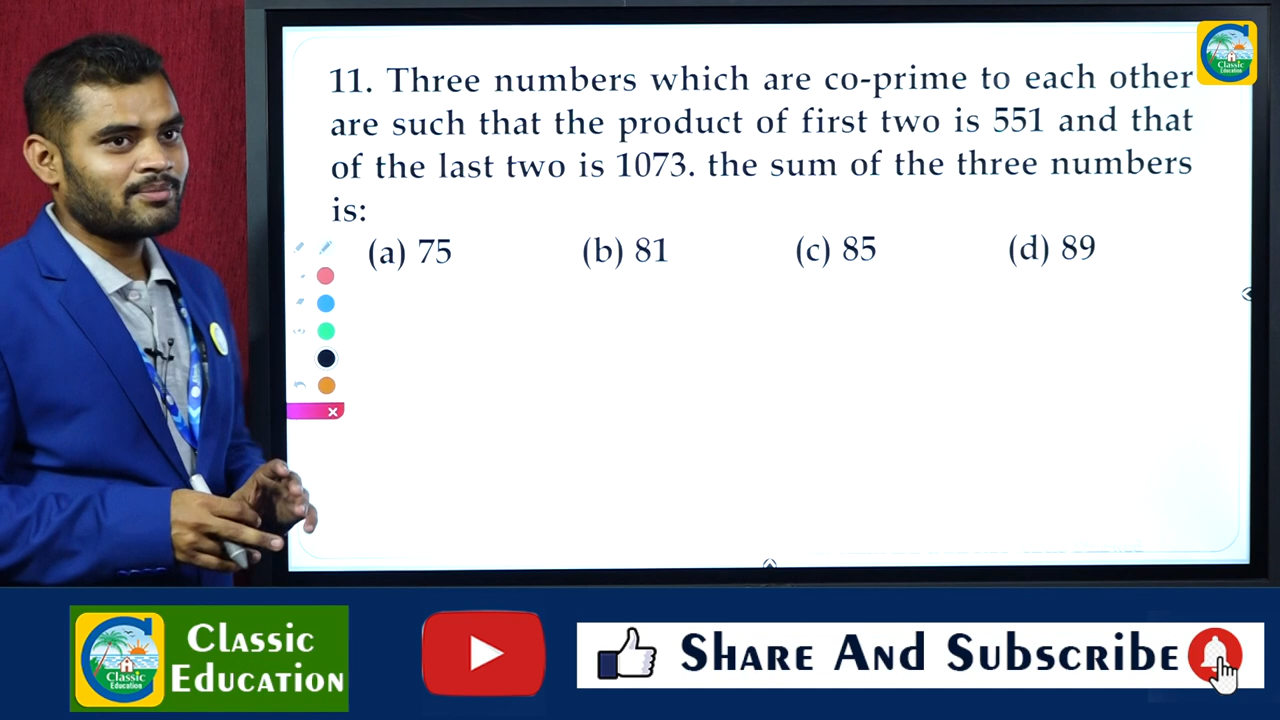 11. Three numbers which are co-prime to each other
are such that the product of first two is 551 and that
of the last two is 1073. the sum of the three numbers
is:
(a) 75 (b) 81 (c) 85 (d) 89
Classic
Education
Classic
Education
Classic
Education
Share And Subscribe